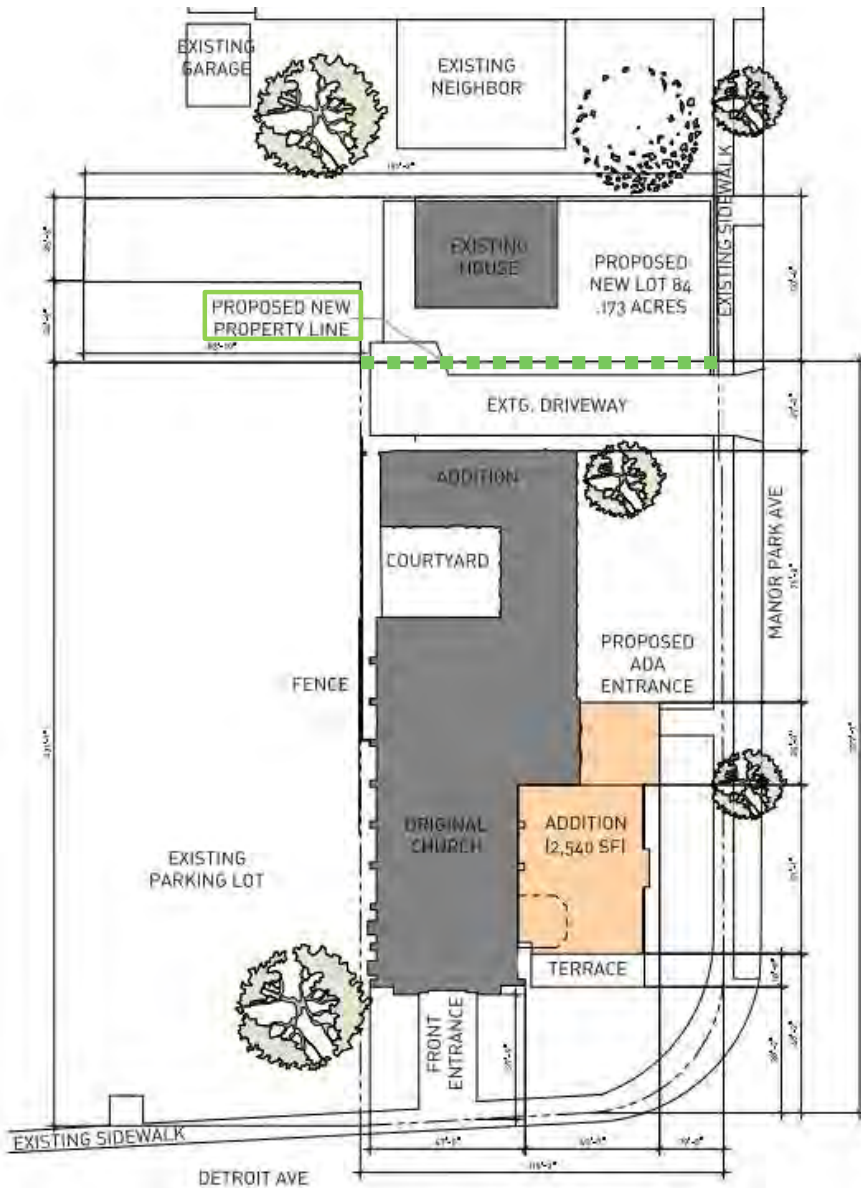 EXISTING
GARAGE
EXISTING
NEIGHBOR
EXISTING SIDEWALK
EXISTING
HOUSE
PROPOSED
NEW LOT 84
.173 ACRES
PROPOSED NEW
PROPERTY LINE
EXTG. DRIVEWAY
ADDITION
COURTYARD
MANOR PARK AVE
PROPOSED
ADA
ENTRANCE
FENCE
ORIGINAL
CHURCH
ADDITION
(2,540 SF)
EXISTING
PARKING LOT
TERRACE
FRONT
ENTRANCE
EXISTING SIDEWALK
DETROIT AVE